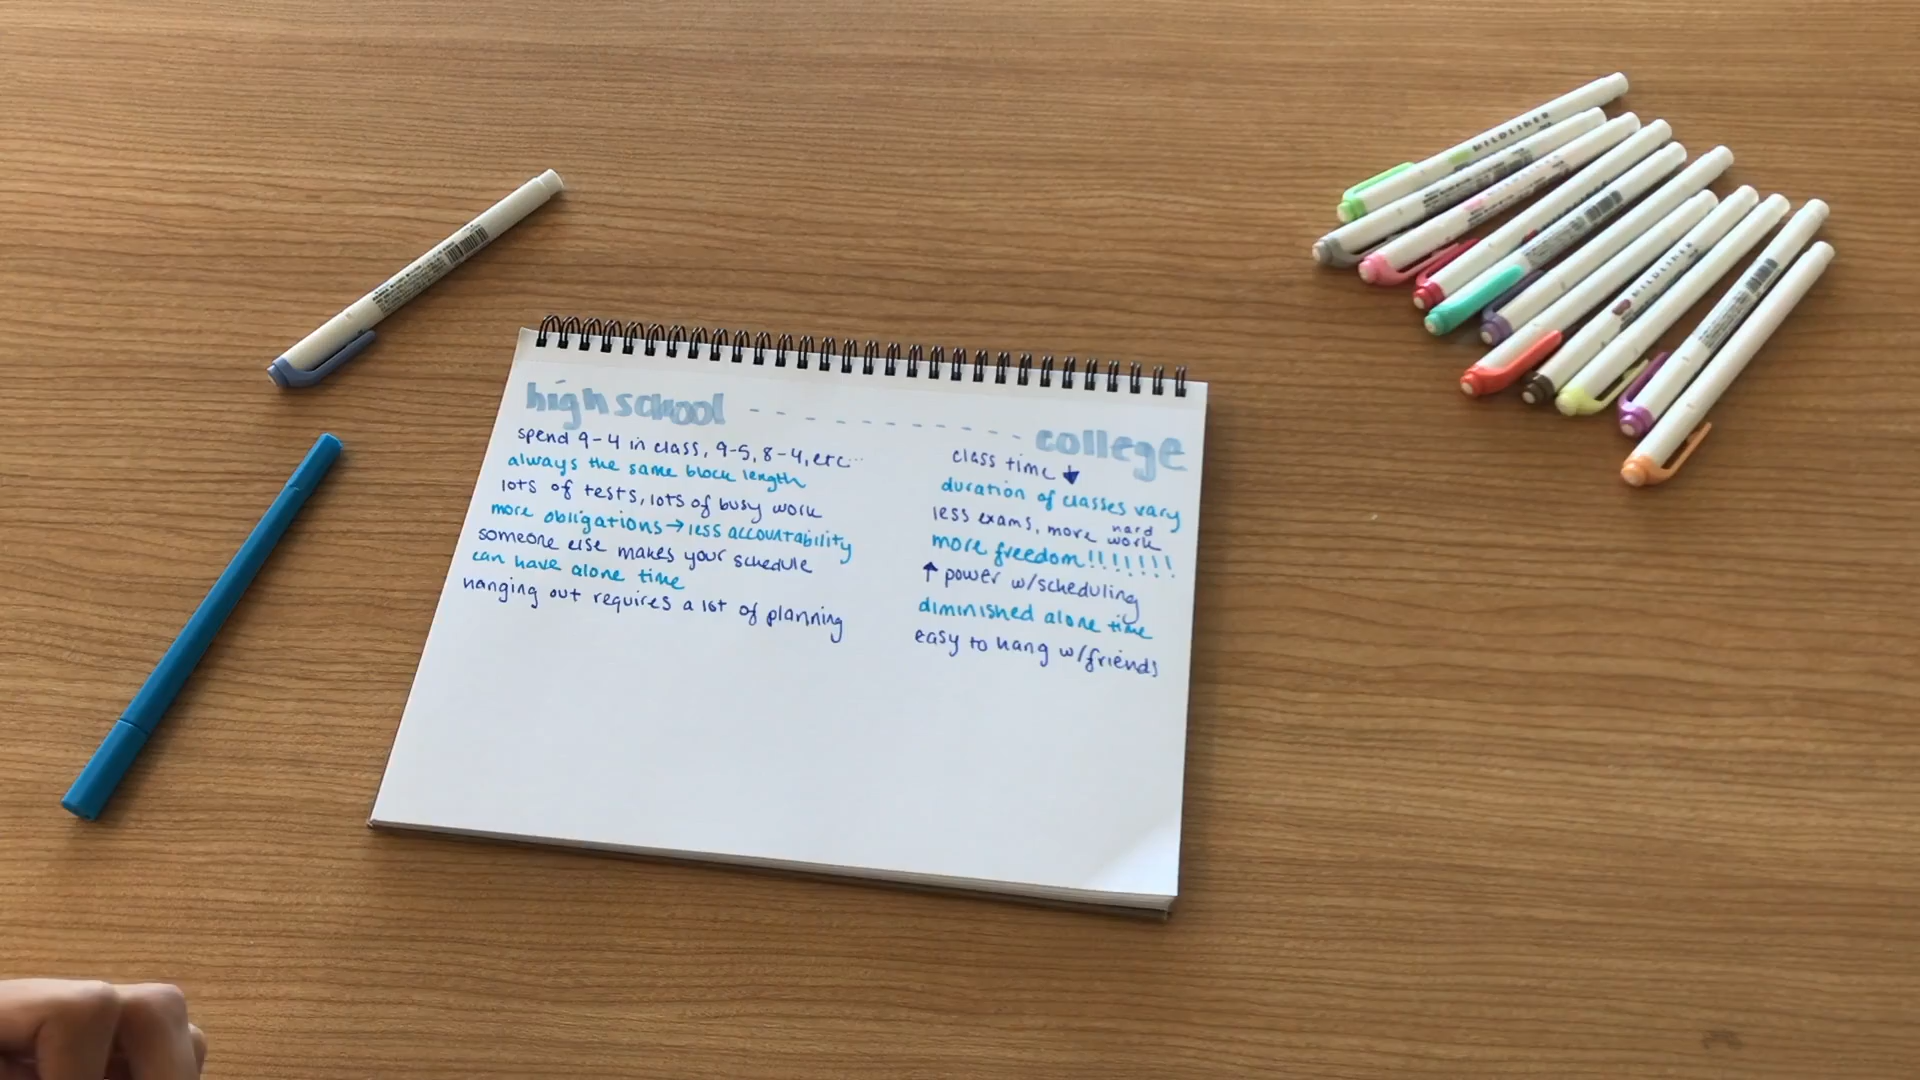 high school - - - - - - - - - - - college
spend 9-4 in class, 9-5, 8-4, etc...
always the same block length
lots of tests, lots of busy work
more obligations → less accountability
someone else makes your schedule
can have alone time
hanging out requires a lot of planning
class time ↓
duration of classes vary
less exams, more hard work
more freedom!!!!!!!
↑ power w/scheduling
diminished alone time
easy to hang w/friends
MILDLINER
MILDLINER